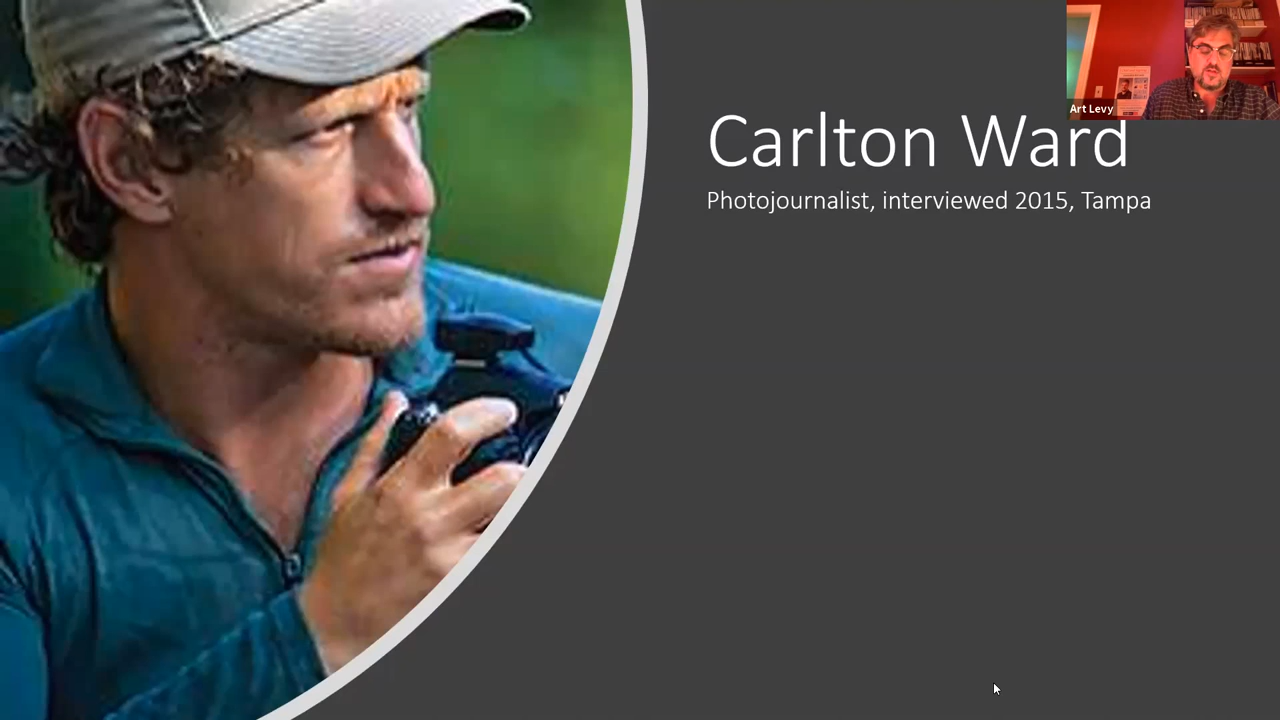 Art Levy
Carlton Ward
Photojournalist, interviewed 2015, Tampa